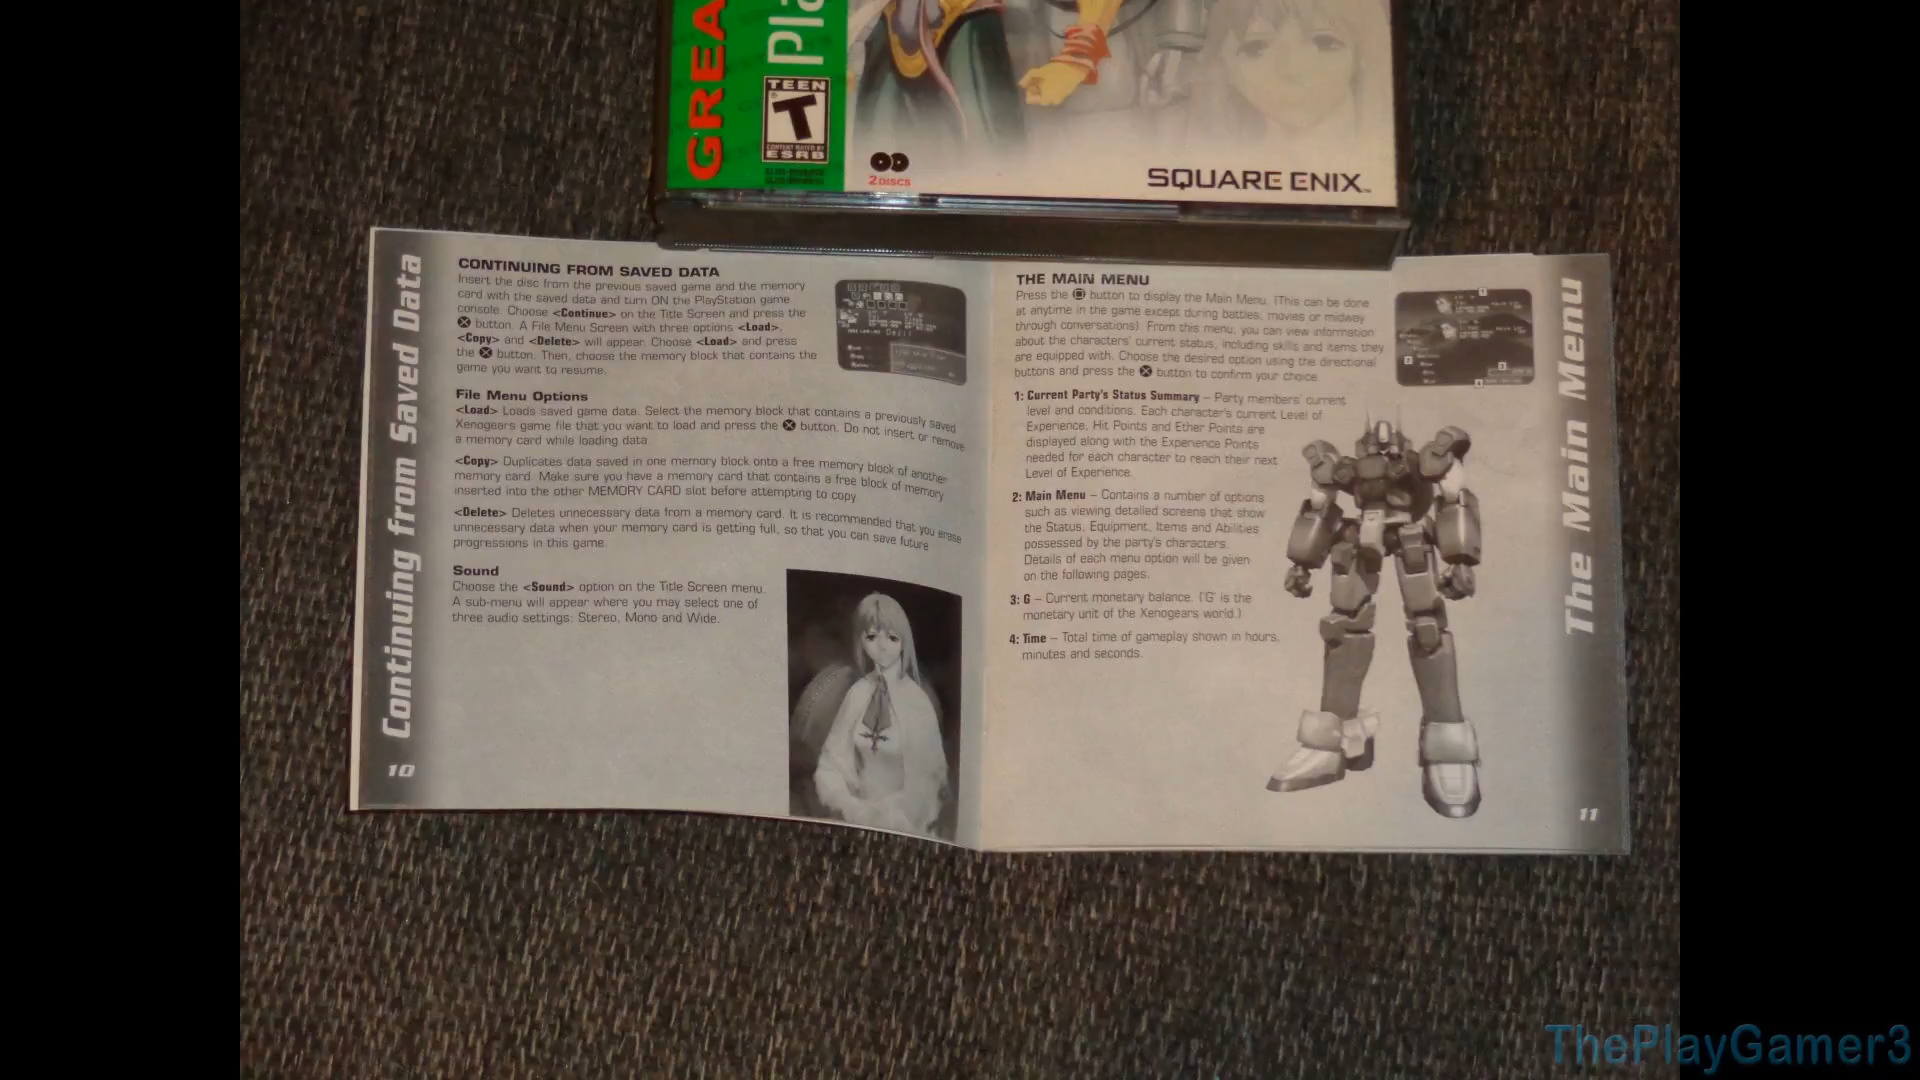 GREA
Pla
TEEN
T
CONTENT RATED BY
ESRB
2 DISCS
SQUARE ENIX
Continuing from Saved Data
10
CONTINUING FROM SAVED DATA
Insert the disc from the previous saved game and the memory
card with the saved data and turn ON the PlayStation game
console. Choose <Continue> on the Title Screen and press the
button. A File Menu Screen with three options <Load>,
<Copy> and <Delete> will appear. Choose <Load> and press
the button. Then, choose the memory block that contains the
game you want to resume.
File Menu Options
<Load> Loads saved game data. Select the memory block that contains a previously saved
Xenogears game file that you want to load and press the button. Do not insert or remove
a memory card while loading data.
<Copy> Duplicates data saved in one memory block onto a free memory block of another
memory card. Make sure you have a memory card that contains a free block of memory
inserted into the other MEMORY CARD slot before attempting to copy.
<Delete> Deletes unnecessary data from a memory card. It is recommended that you erase
unnecessary data when your memory card is getting full, so that you can save future
progressions in this game.
Sound
Choose the <Sound> option on the Title Screen menu.
A sub-menu will appear where you may select one of
three audio settings: Stereo, Mono and Wide.
THE MAIN MENU
Press the button to display the Main Menu. (This can be done
at anytime in the game except during battles, movies or midway
through conversations). From this menu, you can view information
about the characters' current status, including skills and items they
are equipped with. Choose the desired option using the directional
buttons and press the button to confirm your choice.
1: Current Party's Status Summary – Party members' current
level and conditions. Each character's current Level of
Experience, Hit Points and Ether Points are
displayed along with the Experience Points
needed for each character to reach their next
Level of Experience.
2: Main Menu – Contains a number of options
such as viewing detailed screens that show
the Status, Equipment, Items and Abilities
possessed by the party's characters.
Details of each menu option will be given
on the following pages.
3: G – Current monetary balance. ('G' is the
monetary unit of the Xenogears world.)
4: Time – Total time of gameplay shown in hours,
minutes and seconds.
The Main Menu
11
ThePlayGamer3